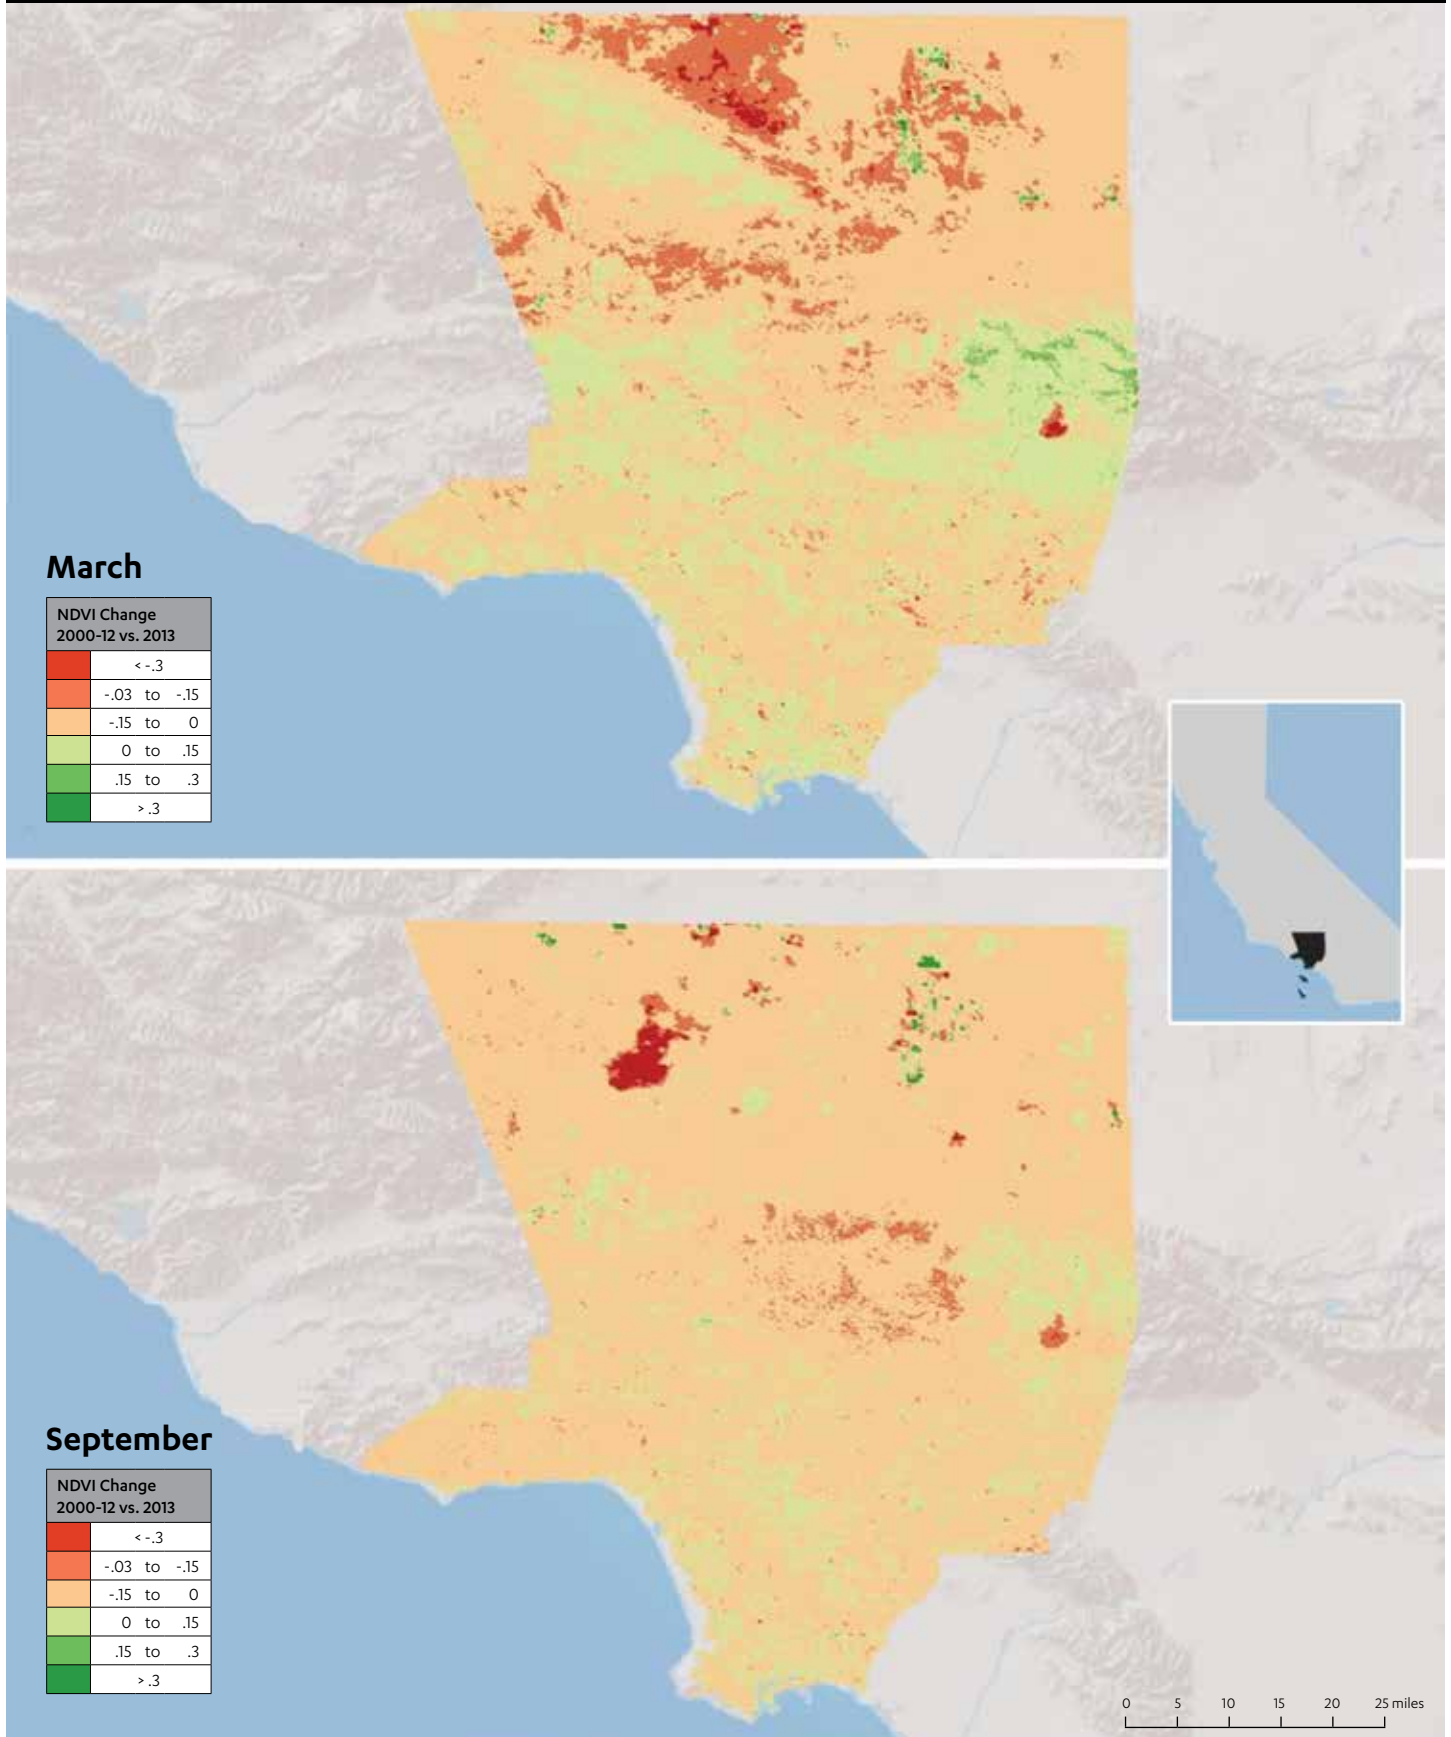 March
NDVI Change
2000-12 vs. 2013
< -.3
-.03 to -.15
-.15 to 0
0 to .15
.15 to .3
> .3
September
NDVI Change
2000-12 vs. 2013
< -.3
-.03 to -.15
-.15 to 0
0 to .15
.15 to .3
> .3
0 5 10 15 20 25 miles